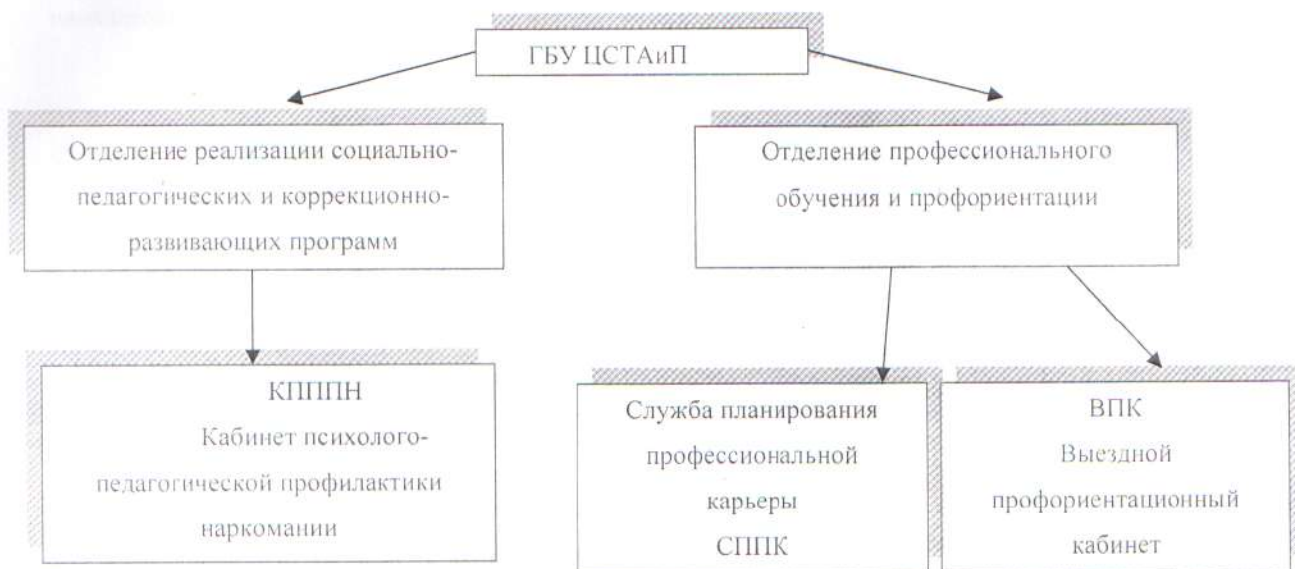 ГБУ ЦСТАиП
Отделение реализации социально-
педагогических и коррекционно-
развивающих программ
Отделение профессионального
обучения и профориентации
КПППН
Кабинет психолого-
педагогической профилактики
наркомании
Служба планирования
профессиональной
карьеры
СППК
ВПК
Выездной
профориентационный
кабинет